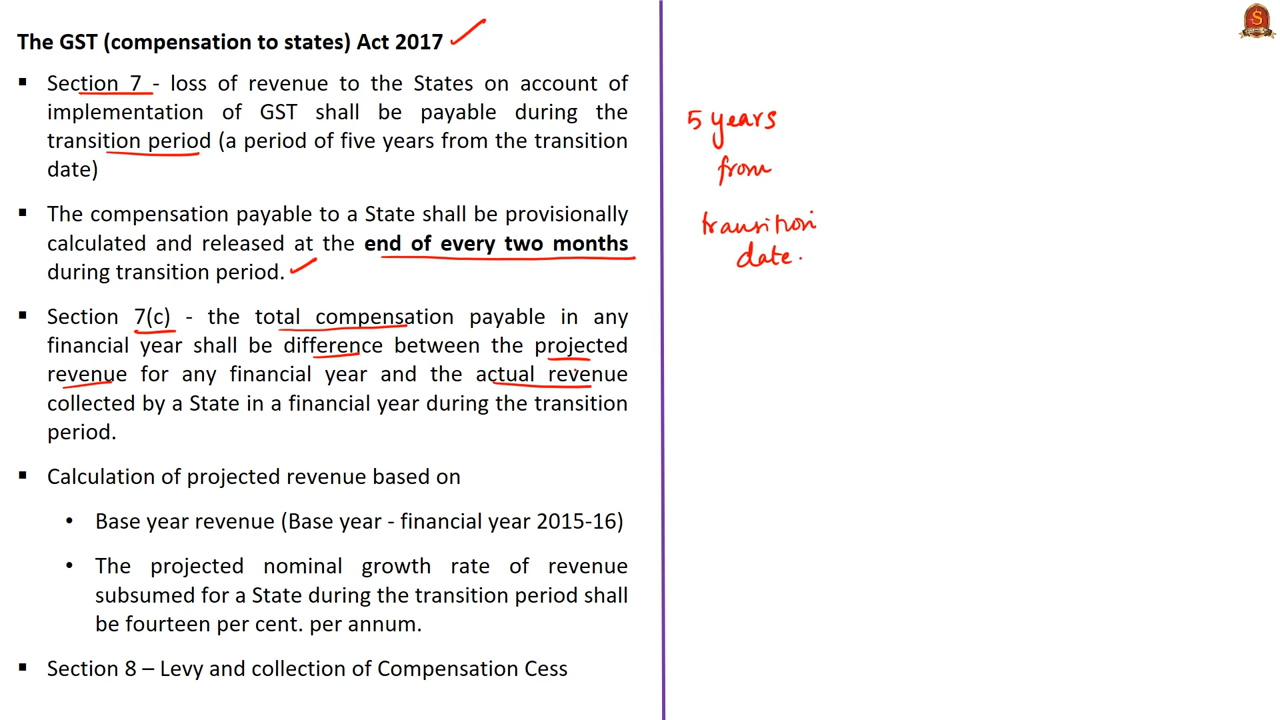 The GST (compensation to states) Act 2017
▪ Section 7 - loss of revenue to the States on account of
implementation of GST shall be payable during the
transition period (a period of five years from the transition
date)
▪ The compensation payable to a State shall be provisionally
calculated and released at the end of every two months
during transition period.
▪ Section 7(c) - the total compensation payable in any
financial year shall be difference between the projected
revenue for any financial year and the actual revenue
collected by a State in a financial year during the transition
period.
▪ Calculation of projected revenue based on
• Base year revenue (Base year - financial year 2015-16)
• The projected nominal growth rate of revenue
subsumed for a State during the transition period shall
be fourteen per cent. per annum.
▪ Section 8 – Levy and collection of Compensation Cess
5 years
from
transition
date.